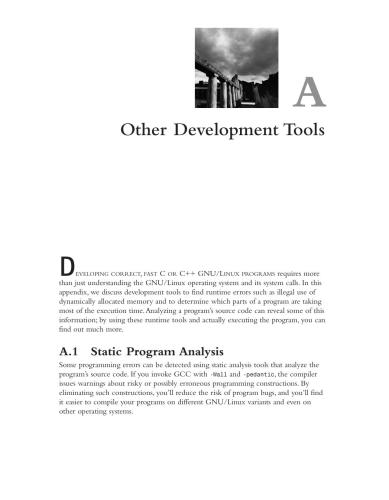 A
Other Development Tools
DEVELOPING CORRECT, FAST C OR C++ GNU/LINUX PROGRAMS requires more
than just understanding the GNU/Linux operating system and its system calls. In this
appendix, we discuss development tools to find runtime errors such as illegal use of
dynamically allocated memory and to determine which parts of a program are taking
most of the execution time. Analyzing a program's source code can reveal some of this
information; by using these runtime tools and actually executing the program, you can
find out much more.
A.1 Static Program Analysis
Some programming errors can be detected using static analysis tools that analyze the
program's source code. If you invoke GCC with -Wall and -pedantic, the compiler
issues warnings about risky or possibly erroneous programming constructions. By
eliminating such constructions, you'll reduce the risk of program bugs, and you'll find
it easier to compile your programs on different GNU/Linux variants and even on
other operating systems.